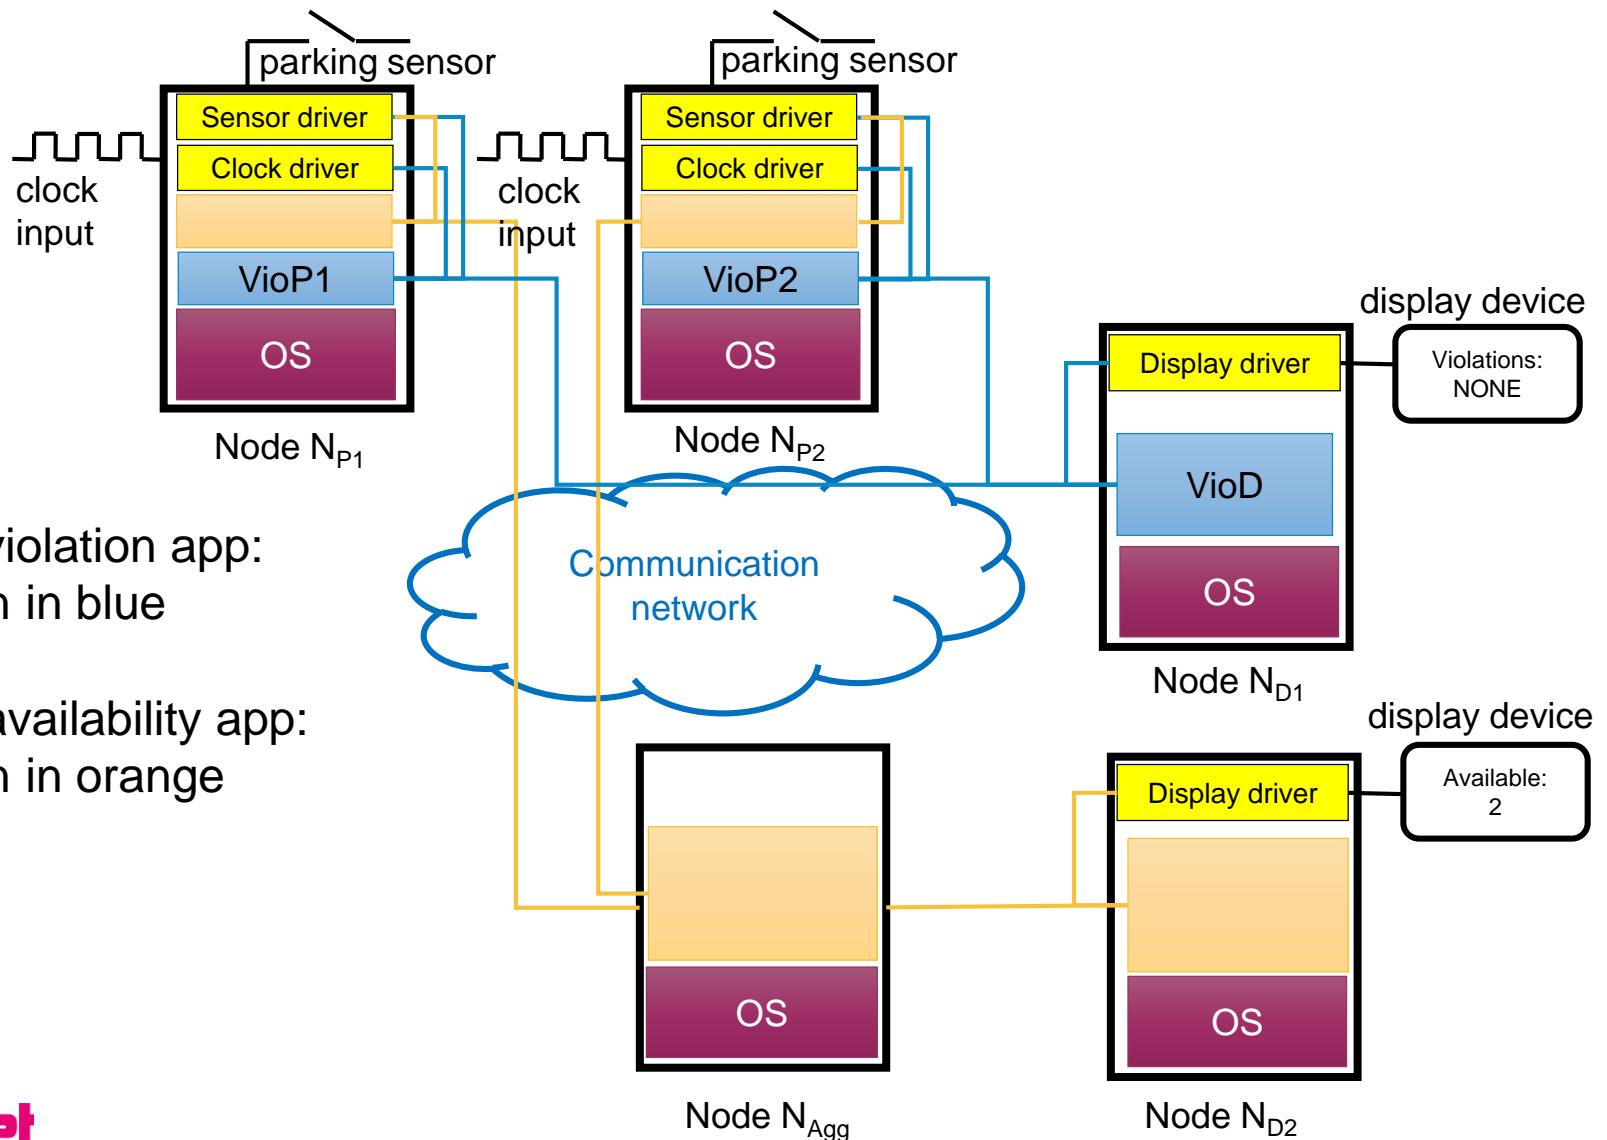 parking sensor
parking sensor
Sensor driver
Sensor driver
Clock driver
Clock driver
clock
input
clock
input
VioP1
VioP2
OS
OS
Node NP1
Node NP2
display device
Display driver
Violations:
NONE
VioD
OS
Node ND1
Communication
network
violation app:
in blue
availability app:
in orange
display device
Display driver
Available:
2
OS
OS
Node NAgg
Node ND2